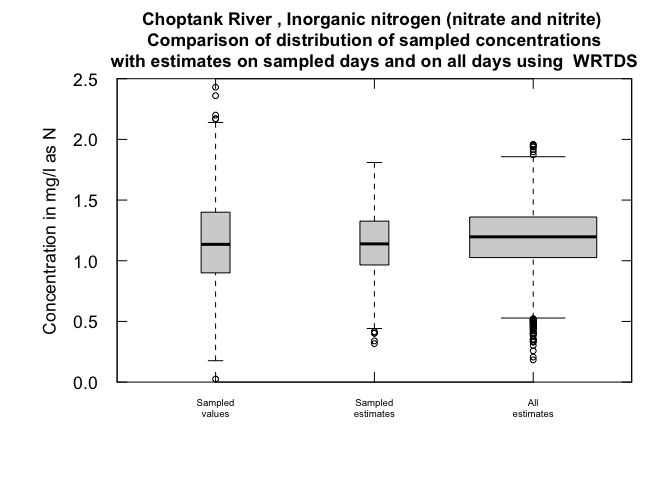 Choptank River , Inorganic nitrogen (nitrate and nitrite)
Comparison of distribution of sampled concentrations
with estimates on sampled days and on all days using  WRTDS
Concentration in mg/l as N
2.5
2.0
1.5
1.0
0.5
0.0
Sampled
values
Sampled
estimates
All
estimates